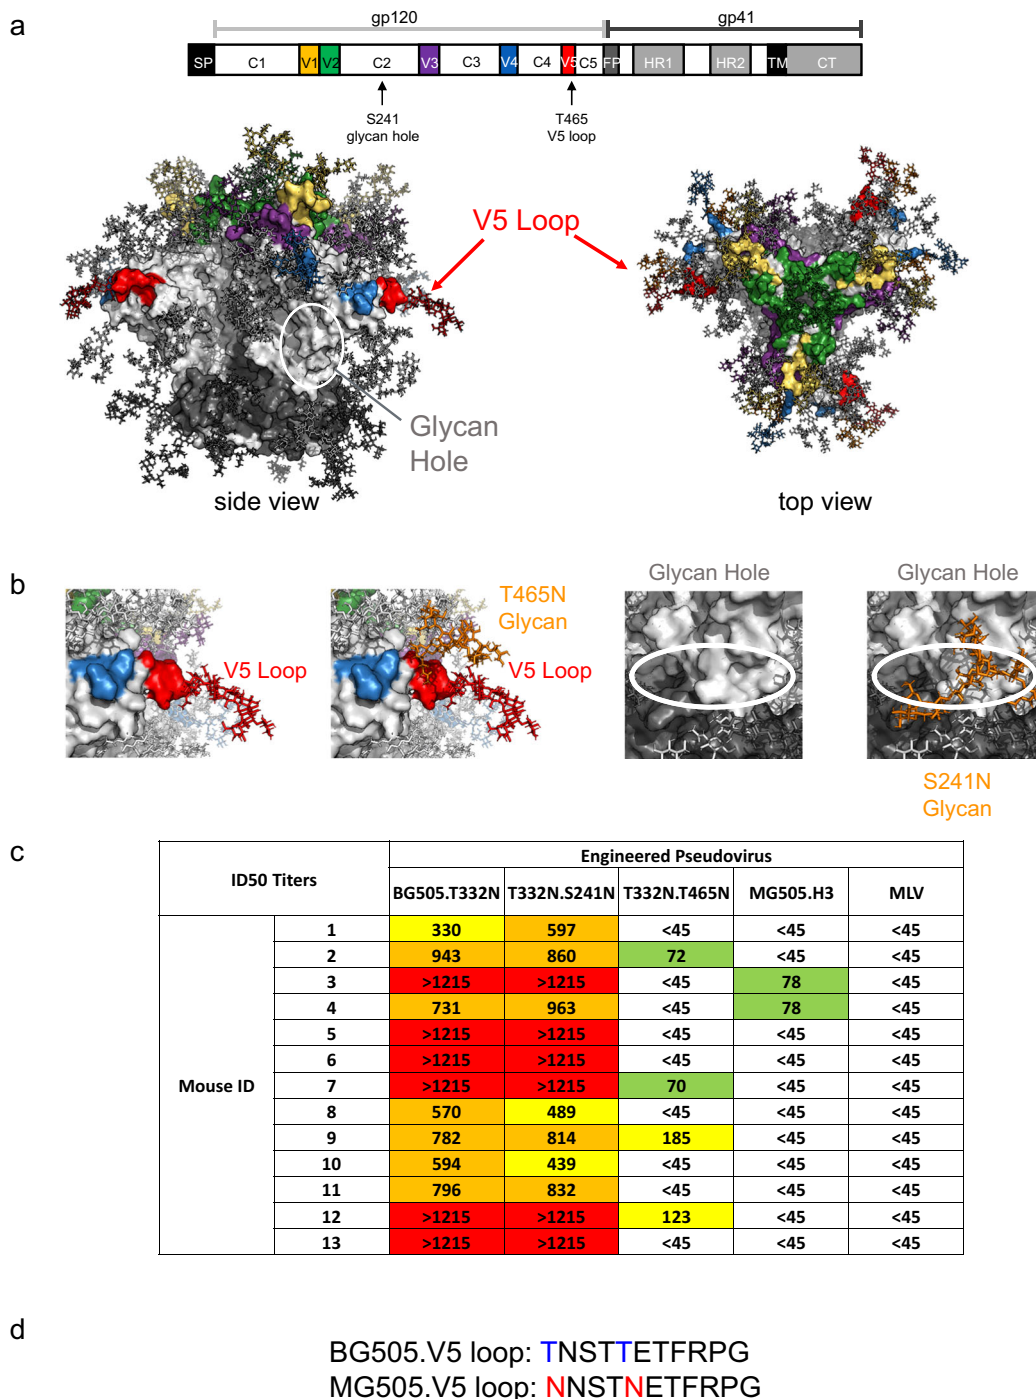 a
gp120 gp41
SP C1 V1 V2 C2 V3 C3 V4 C4 V5 C5 FP HR1 HR2 TM CT
S241
glycan hole
T465
V5 loop
V5 Loop
Glycan
Hole
side view
top view
b
V5 Loop
T465N
Glycan
V5 Loop
Glycan Hole
Glycan Hole
S241N
Glycan
c
ID50 Titers Engineered Pseudovirus
BG505.T332N T332N.S241N T332N.T465N MG505.H3 MLV
Mouse ID
1 330 597 <45 <45 <45
2 943 860 72 <45 <45
3 >1215 >1215 <45 78 <45
4 731 963 <45 78 <45
5 >1215 >1215 <45 <45 <45
6 >1215 >1215 <45 <45 <45
7 >1215 >1215 70 <45 <45
8 570 489 <45 <45 <45
9 782 814 185 <45 <45
10 594 439 <45 <45 <45
11 796 832 <45 <45 <45
12 >1215 >1215 123 <45 <45
13 >1215 >1215 <45 <45 <45
d
BG505.V5 loop: TNSTTETFRPG
MG505.V5 loop: NNSTNETFRPG